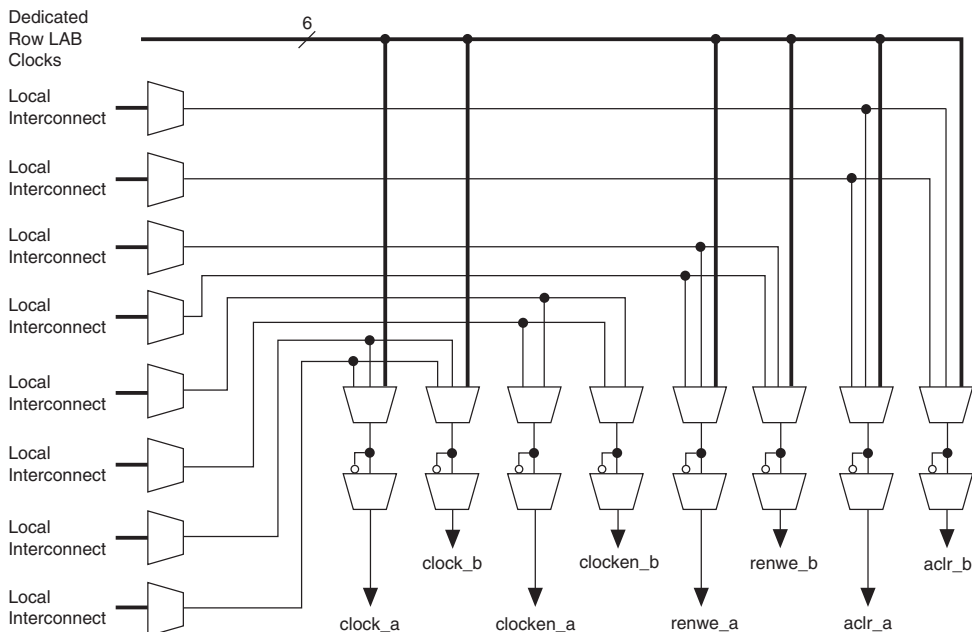 Dedicated
Row LAB
Clocks
6
Local
Interconnect
Local
Interconnect
Local
Interconnect
Local
Interconnect
Local
Interconnect
Local
Interconnect
Local
Interconnect
Local
Interconnect
clock_b
clocken_b
renwe_b
aclr_b
clock_a
clocken_a
renwe_a
aclr_a